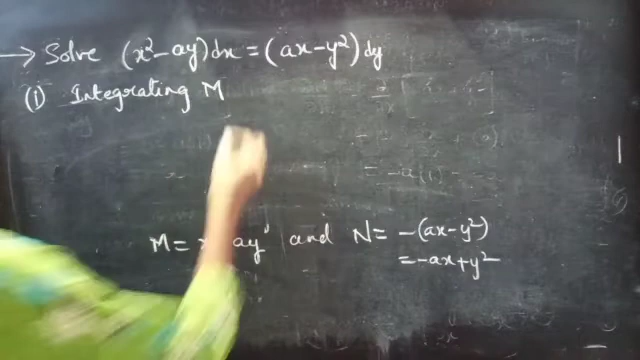 → Solve (x²-ay)dx = (ax-y²)dy
(1) Integrating M
M = ay and N = -(ax-y²)
= -ax+y²